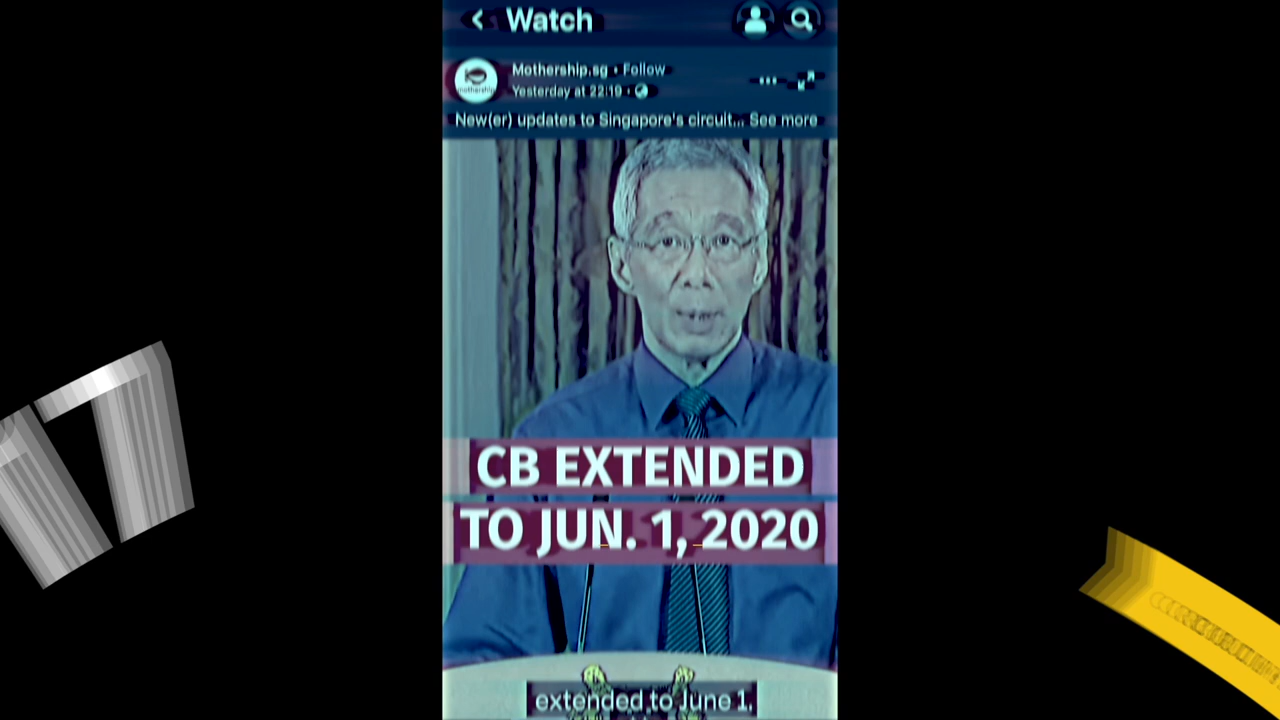 Watch
Mothership.sg • Follow
Yesterday at 22:19 •
mothership
New(er) updates to Singapore's circuit... See more
CB EXTENDED
TO JUN. 1, 2020
extended to June 1,